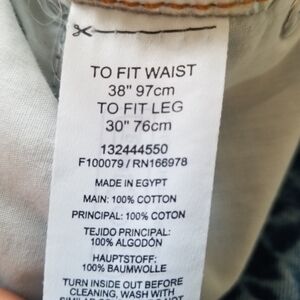 TO FIT WAIST
38" 97cm
TO FIT LEG
30" 76cm
132444550
F100079 / RN166978
MADE IN EGYPT
MAIN: 100% COTTON
PRINCIPAL: 100% COTON
TEJIDO PRINCIPAL:
100% ALGODÓN
HAUPTSTOFF:
100% BAUMWOLLE
TURN INSIDE OUT BEFORE
CLEANING, WASH WITH